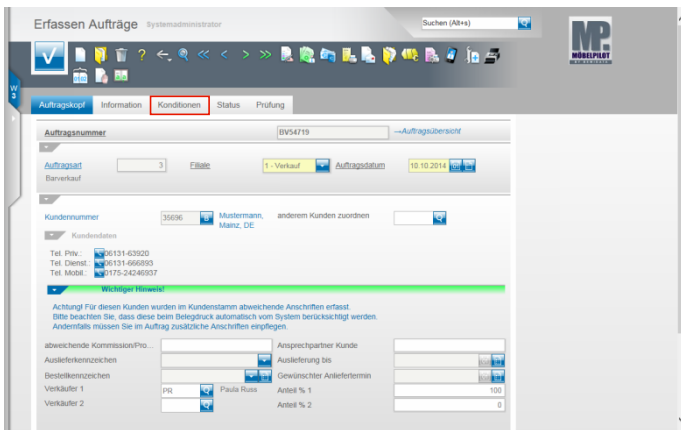 Erfassen Aufträge Systemadministrator
Suchen (Alt+s)
MP
MÖBELPILOT
W
3
Auftragskopf Information Konditionen Status Prüfung
Auftragsnummer BV54719 →Auftragsübersicht
Auftragsart 3 Filiale 1 - Verkauf Auftragsdatum 10.10.2014
Barverkauf
Kundennummer 35696 Mustermann, Mainz, DE anderem Kunden zuordnen
Kundendaten
Tel. Priv.: 06131-63920
Tel. Dienst.: 06131-666893
Tel. Mobil.: 0175-24246937
Wichtiger Hinweis!
Achtung! Für diesen Kunden wurden im Kundenstamm abweichende Anschriften erfasst.
Bitte beachten Sie, dass diese beim Belegdruck automatisch vom System berücksichtigt werden.
Andernfalls müssen Sie im Auftrag zusätzliche Anschriften einpflegen.
abweichende Kommission/Pro... Ansprechpartner Kunde
Auslieferkennzeichen Auslieferung bis
Bestellkennzeichen Gewünschter Anliefertermin
Verkäufer 1 PR Paula Russ Anteil % 1 100
Verkäufer 2 Anteil % 2 0